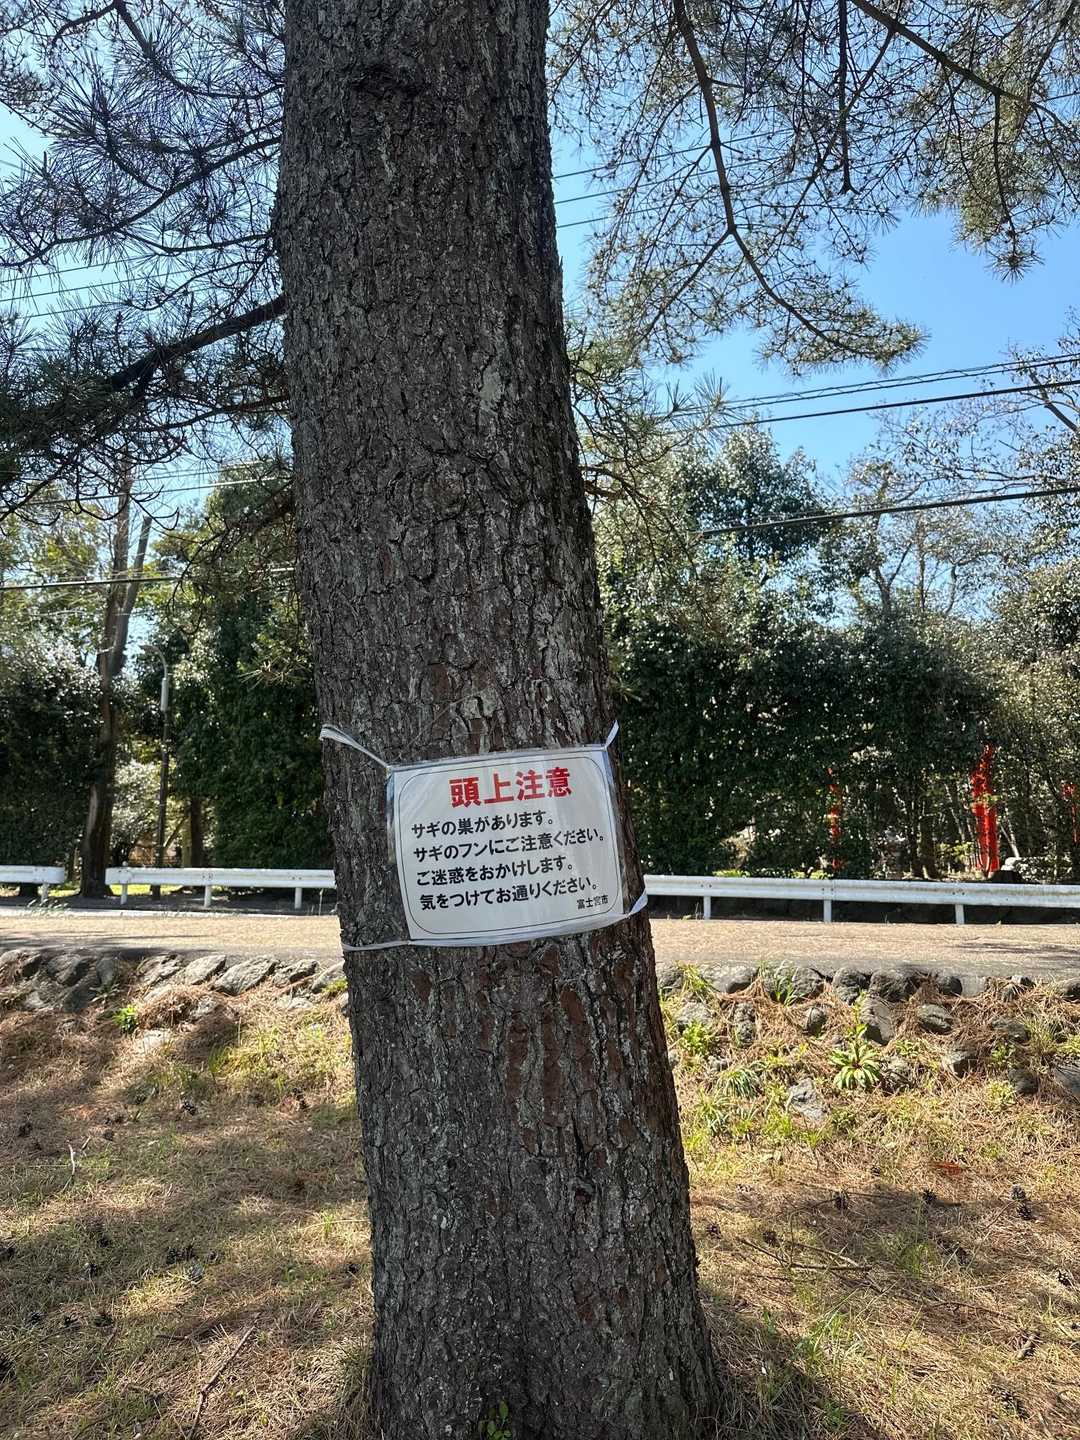 頭上注意
サギの巣があります。
サギのフンにご注意ください。
ご迷惑をおかけします。
気をつけてお通りください。
富士宮市